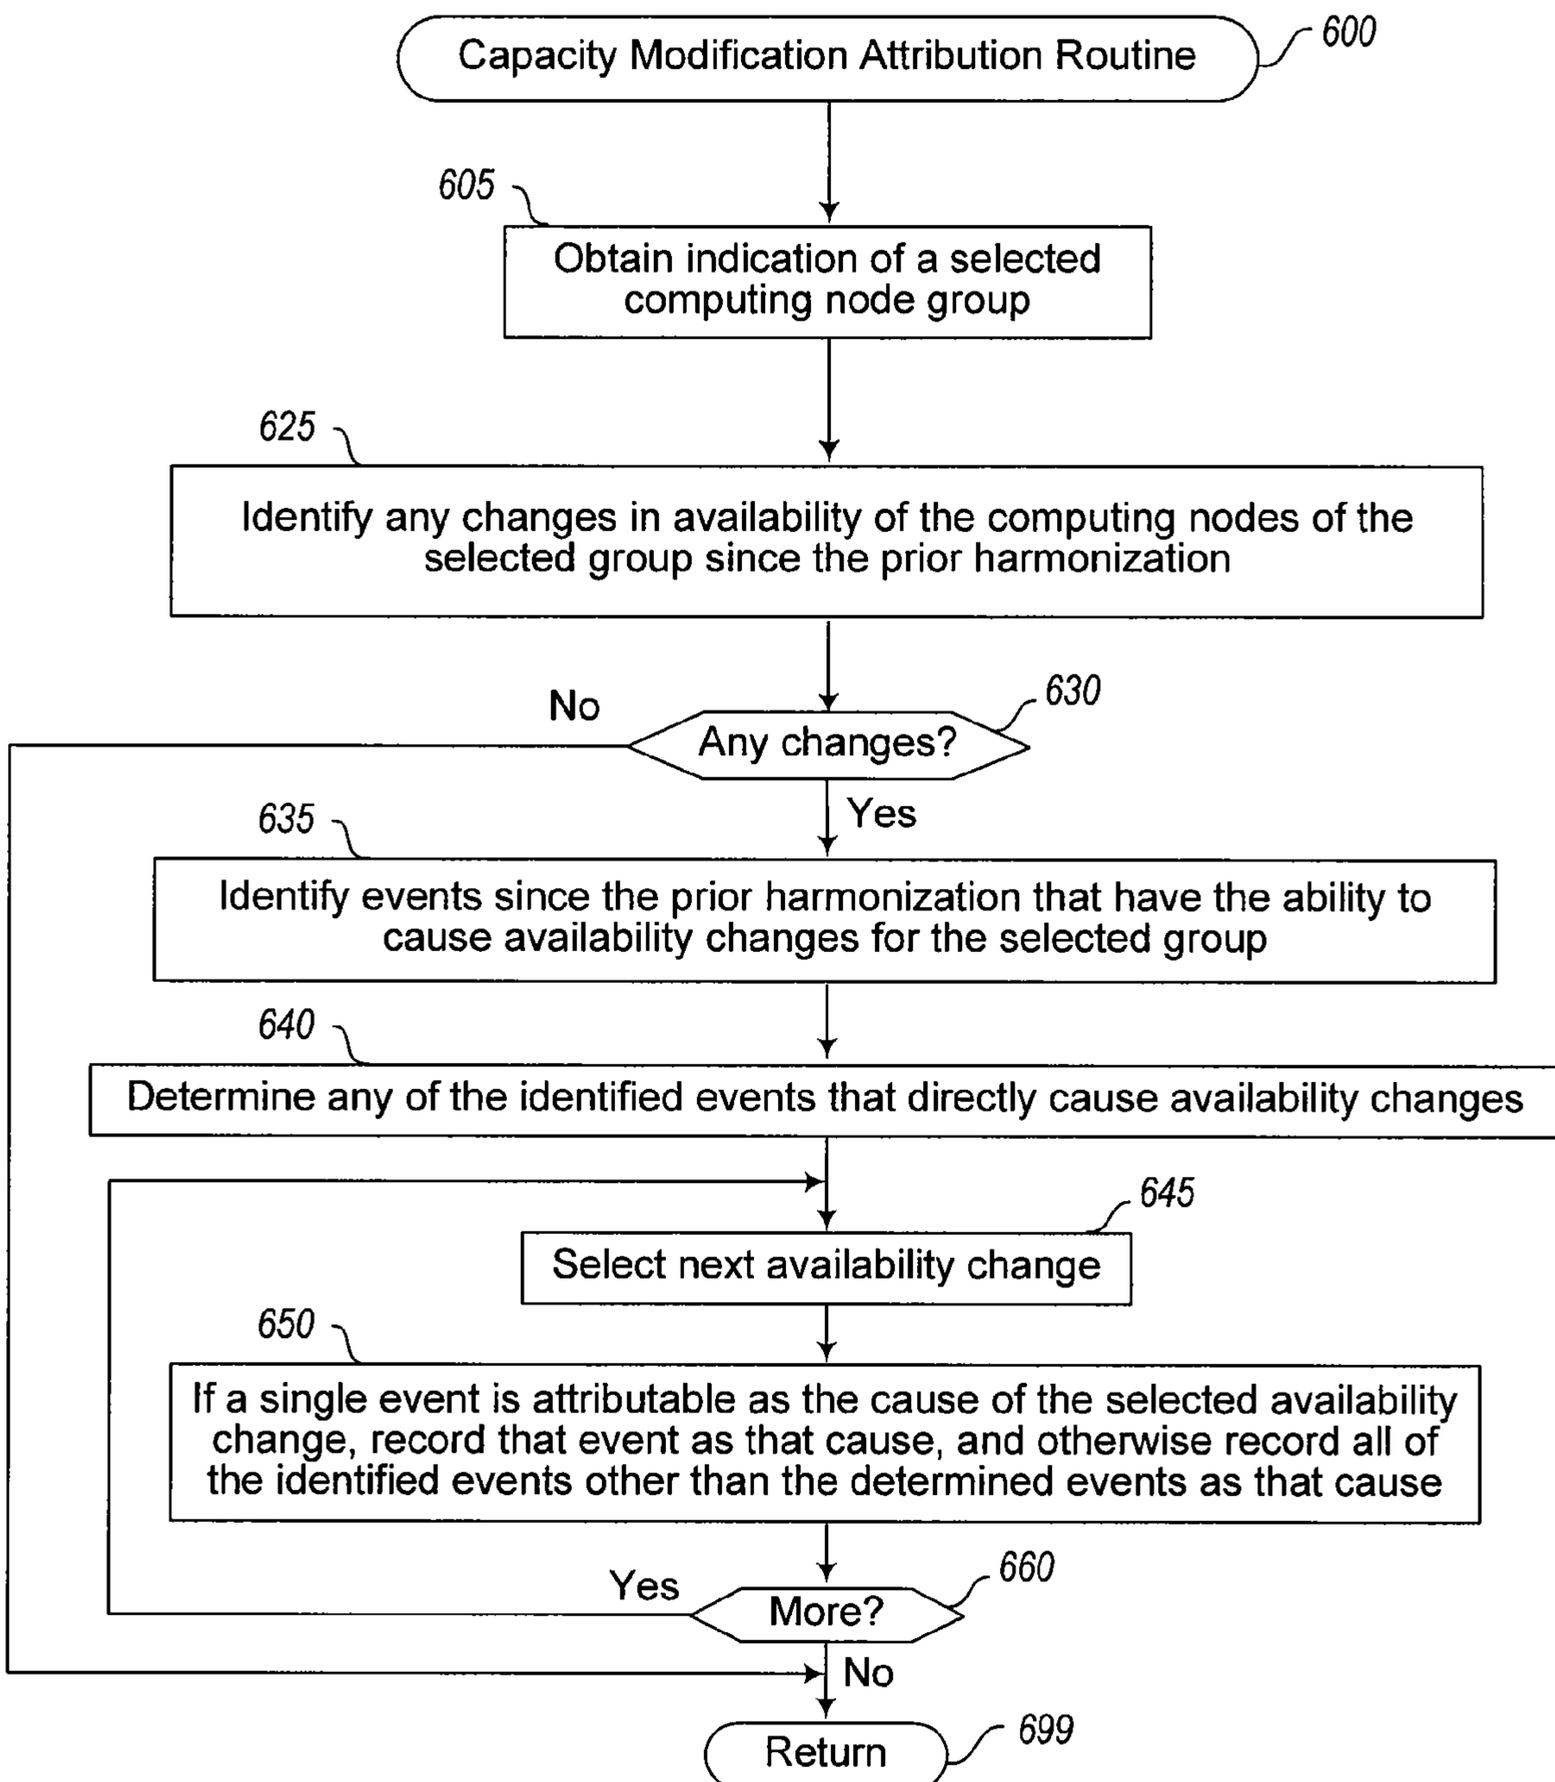 Capacity Modification Attribution Routine
600
605
Obtain indication of a selected
computing node group
625
Identify any changes in availability of the computing nodes of the
selected group since the prior harmonization
630
No
Any changes?
Yes
635
Identify events since the prior harmonization that have the ability to
cause availability changes for the selected group
640
Determine any of the identified events that directly cause availability changes
645
Select next availability change
650
If a single event is attributable as the cause of the selected availability
change, record that event as that cause, and otherwise record all of
the identified events other than the determined events as that cause
660
Yes
More?
No
699
Return